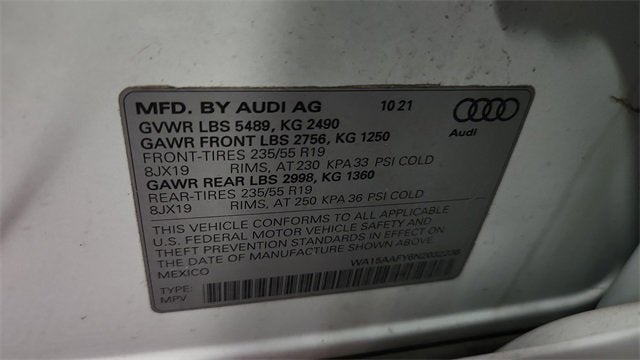 MFD. BY AUDI AG 10 21
GVWR LBS 5489, KG 2490
GAWR FRONT LBS 2756, KG 1250
FRONT-TIRES 235/55 R19
8JX19 RIMS, AT 230 KPA 33 PSI COLD
GAWR REAR LBS 2998, KG 1360
REAR-TIRES 235/55 R19
8JX19 RIMS, AT 250 KPA 36 PSI COLD
Audi
THIS VEHICLE CONFORMS TO ALL APPLICABLE
U.S. FEDERAL MOTOR VEHICLE SAFETY AND
THEFT PREVENTION STANDARDS IN EFFECT ON
THE DATE OF MANUFACTURE SHOWN ABOVE.
MEXICO
WA15AAFY6N2032236
TYPE:
MPV